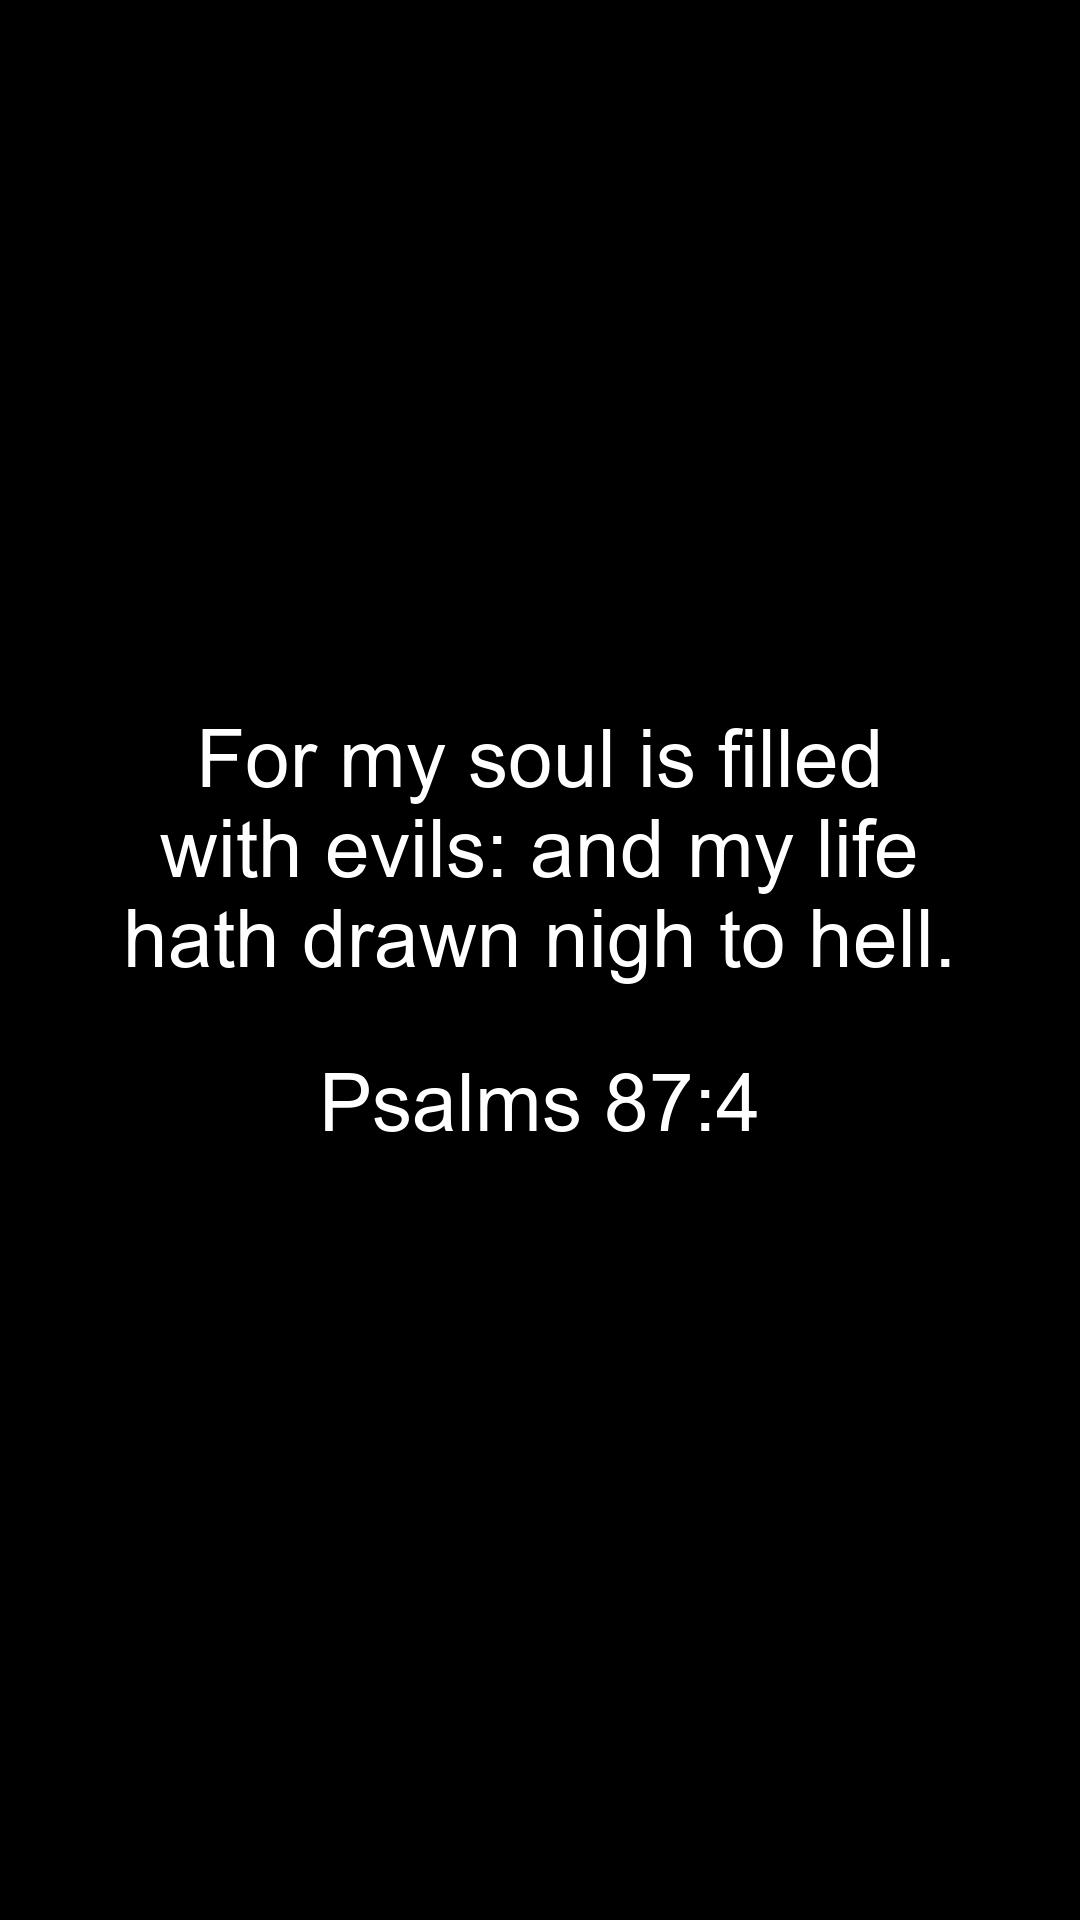 For my soul is filled
with evils: and my life
hath drawn nigh to hell.
Psalms 87:4